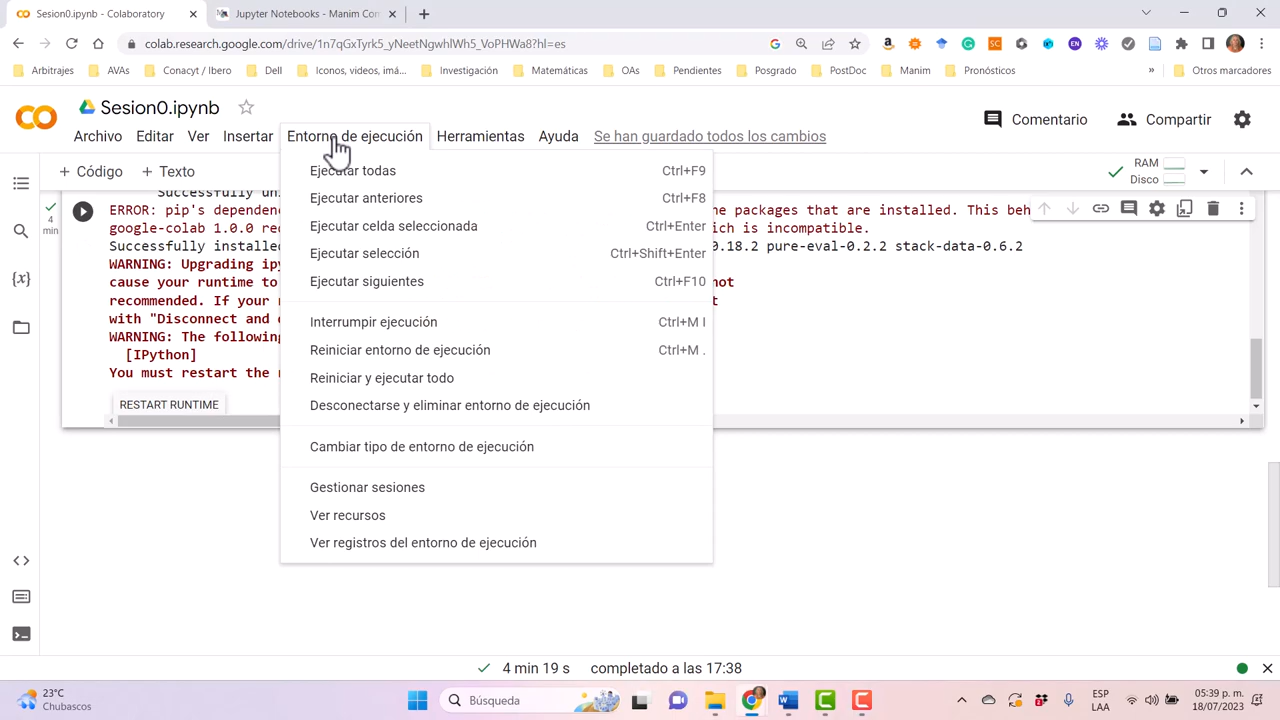 Sesion0.ipynb - Colaboratory
Jupyter Notebooks - Manim Con
colab.research.google.com/drive/1n7qGxTyrk5_yNeetNgwhlWh5_VoPHWa8?hl=es
Arbitrajes
AVAs
Conacyt / Ibero
Dell
Iconos, videos, imá...
Investigación
Matemáticas
OAs
Pendientes
Posgrado
PostDoc
Manim
Pronósticos
»
Otros marcadores
Sesion0.ipynb
Comentario
Compartir
Archivo
Editar
Ver
Insertar
Entorno de ejecución
Herramientas
Ayuda
Se han guardado todos los cambios
+ Código
+ Texto
RAM
Disco
Ejecutar todas Ctrl+F9
Ejecutar anteriores Ctrl+F8
Ejecutar celda seleccionada Ctrl+Enter
Ejecutar selección Ctrl+Shift+Enter
Ejecutar siguientes Ctrl+F10
Interrumpir ejecución Ctrl+M I
Reiniciar entorno de ejecución Ctrl+M .
Reiniciar y ejecutar todo
Desconectarse y eliminar entorno de ejecución
Cambiar tipo de entorno de ejecución
Gestionar sesiones
Ver recursos
Ver registros del entorno de ejecución
4
min
Successfully uni
ERROR: pip's depende
he packages that are installed. This beh
google-colab 1.0.0 re
hich is incompatible.
Successfully installe
0.18.2 pure-eval-0.2.2 stack-data-0.6.2
WARNING: Upgrading ipy
cause your runtime to
not
recommended. If your r
t
with "Disconnect and d
WARNING: The following
[IPython]
You must restart the r
RESTART RUNTIME
4 min 19 s completado a las 17:38
23°C
Chubascos
Búsqueda
ESP
LAA
05:39 p. m.
18/07/2023